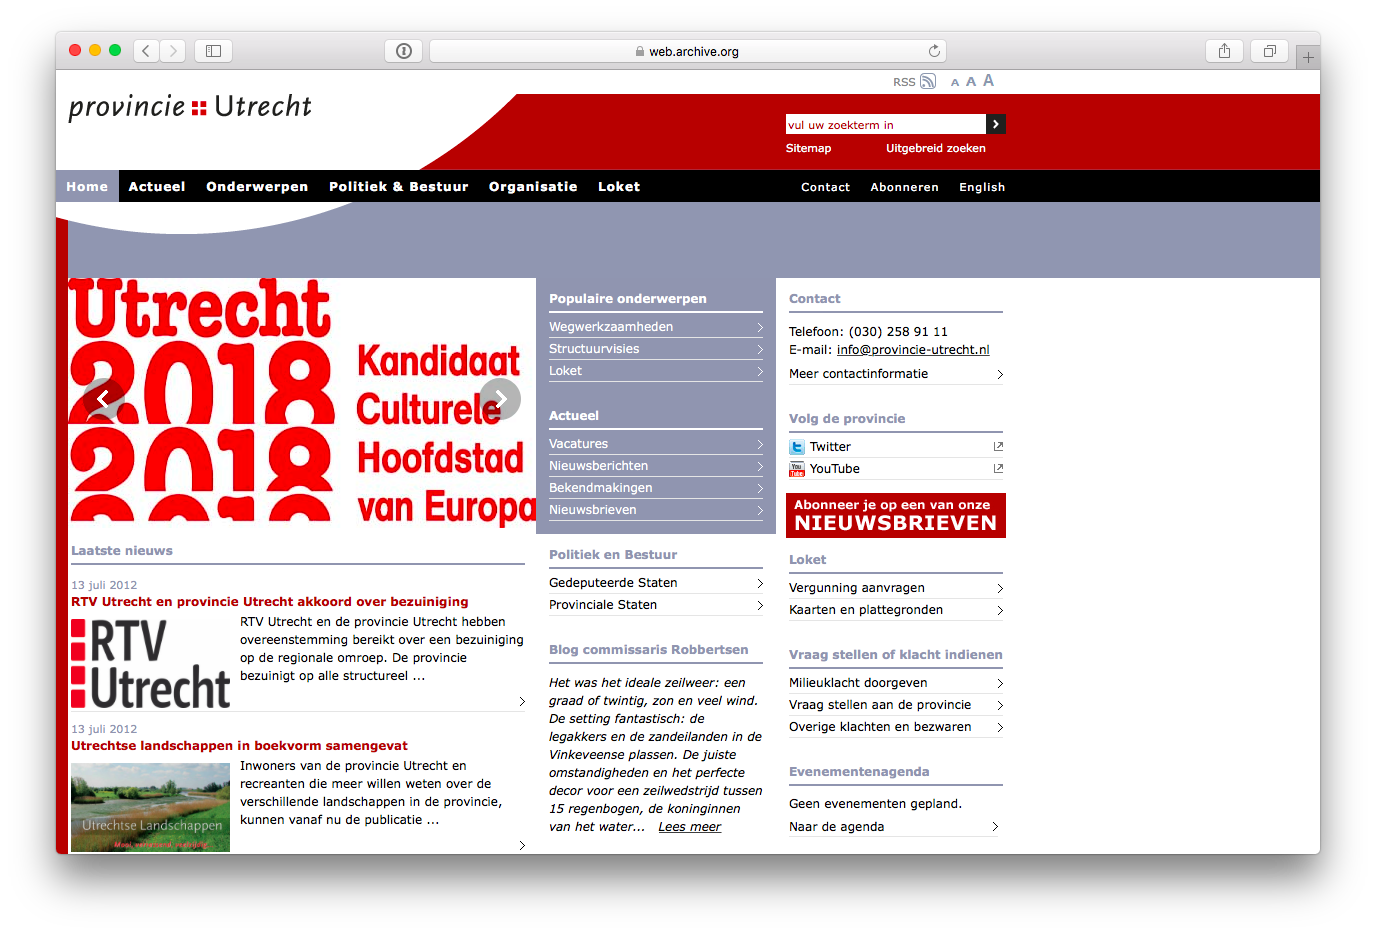 web.archive.org
RSS A A A
provincie Utrecht
vul uw zoekterm in
Sitemap Uitgebreid zoeken
Home Actueel Onderwerpen Politiek & Bestuur Organisatie Loket Contact Abonneren English
Utrecht
2018
2018
2018
Kandidaat
Culturele
Hoofdstad
van Europa
Laatste nieuws
13 juli 2012
RTV Utrecht en provincie Utrecht akkoord over bezuiniging
RTV
Utrecht
RTV Utrecht en de provincie Utrecht hebben
overeenstemming bereikt over een bezuiniging
op de regionale omroep. De provincie
bezuinigt op alle structureel ...
13 juli 2012
Utrechtse landschappen in boekvorm samengevat
Utrechtse Landschappen
Inwoners van de provincie Utrecht en
recreanten die meer willen weten over de
verschillende landschappen in de provincie,
kunnen vanaf nu de publicatie ...
Populaire onderwerpen
Wegwerkzaamheden
Structuurvisies
Loket
Actueel
Vacatures
Nieuwsberichten
Bekendmakingen
Nieuwsbrieven
Politiek en Bestuur
Gedeputeerde Staten
Provinciale Staten
Blog commissaris Robbertsen
Het was het ideale zeilweer: een
graad of twintig, zon en veel wind.
De setting fantastisch: de
legakkers en de zandeilanden in de
Vinkeveense plassen. De juiste
omstandigheden en het perfecte
decor voor een zeilwedstrijd tussen
15 regenbogen, de koninginnen
van het water... Lees meer
Contact
Telefoon: (030) 258 91 11
E-mail: info@provincie-utrecht.nl
Meer contactinformatie
Volg de provincie
Twitter
You Tube YouTube
Abonneer je op een van onze
NIEUWSBRIEVEN
Loket
Vergunning aanvragen
Kaarten en plattegronden
Vraag stellen of klacht indienen
Milieuklacht doorgeven
Vraag stellen aan de provincie
Overige klachten en bezwaren
Evenementenagenda
Geen evenementen gepland.
Naar de agenda